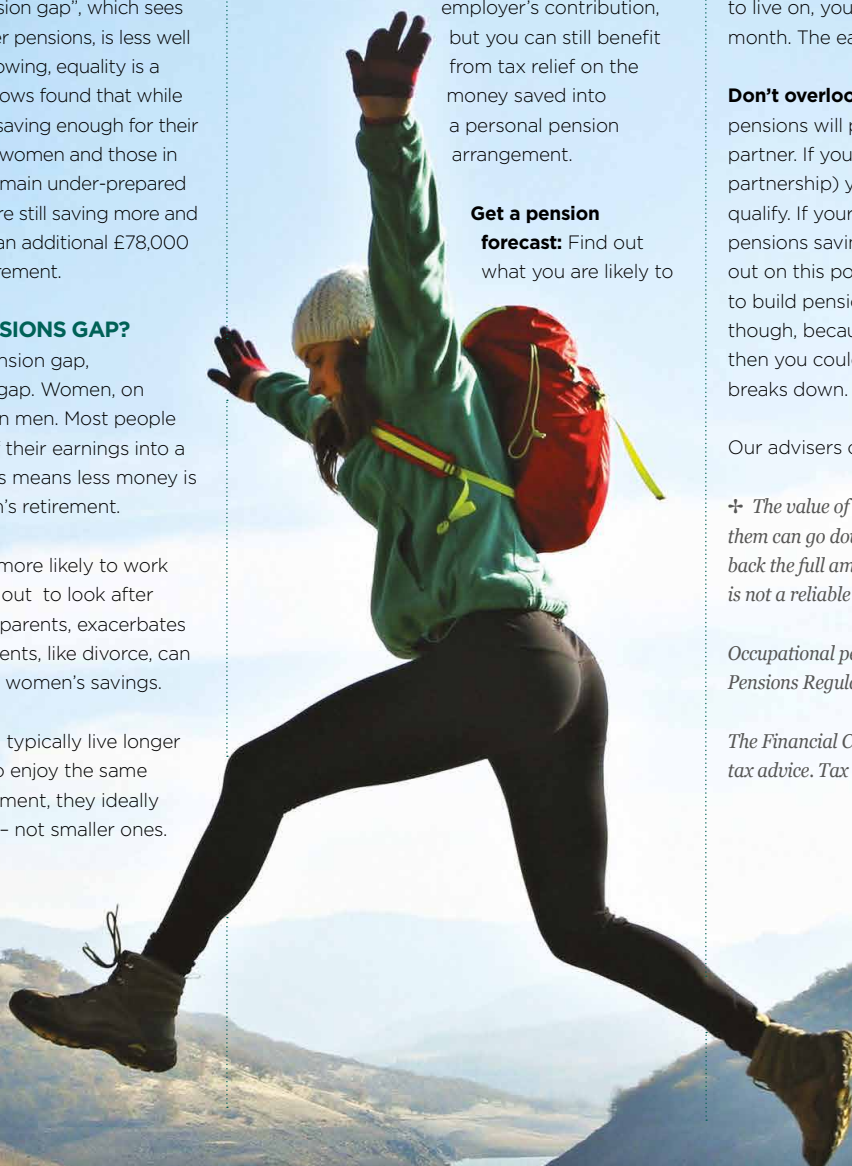 sion gap”, which sees
r pensions, is less well
owing, equality is a
ows found that while
saving enough for their
women and those in
main under-prepared
re still saving more and
an additional £78,000
rement.
SIONS GAP?
nsion gap,
gap. Women, on
n men. Most people
f their earnings into a
s means less money is
n’s retirement.
more likely to work
out to look after
parents, exacerbates
ents, like divorce, can
women’s savings.
typically live longer
o enjoy the same
ment, they ideally
– not smaller ones.
employer’s contribution,
but you can still benefit
from tax relief on the
money saved into
a personal pension
arrangement.
Get a pension
forecast: Find out
what you are likely to
to live on, you
month. The ea
Don’t overloo
pensions will p
partner. If you
partnership) y
qualify. If your
pensions savin
out on this po
to build pensio
though, becau
then you could
breaks down.
Our advisers c
✢ The value of
them can go dow
back the full am
is not a reliable
Occupational pe
Pensions Regula
The Financial C
tax advice. Tax